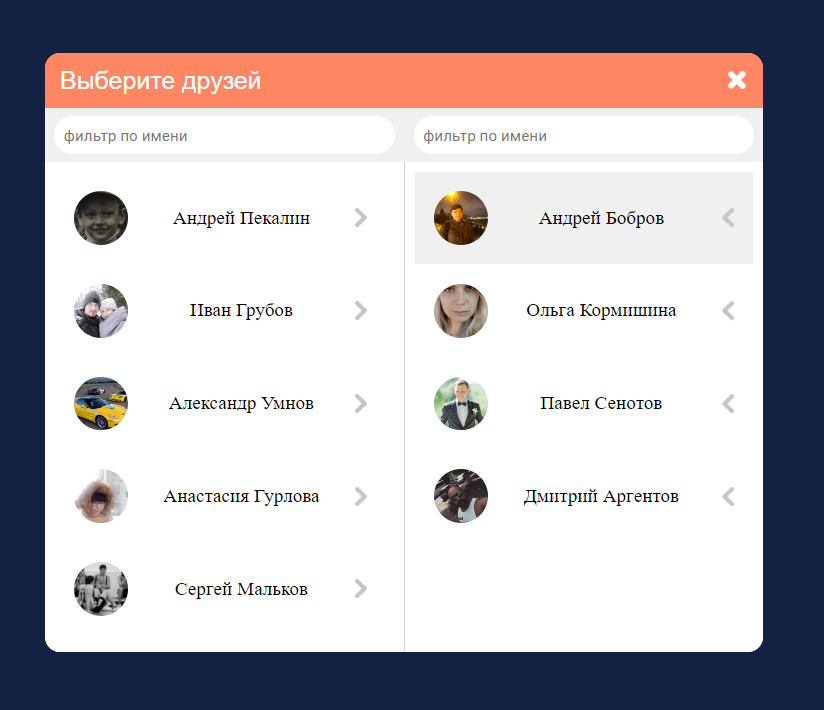 Выберите друзей
фильтр по имени
фильтр по имени
Андрей Пекалин
Иван Грубов
Александр Умнов
Анастасия Гурлова
Сергей Мальков
Андрей Бобров
Ольга Кормишина
Павел Сенотов
Дмитрий Аргентов